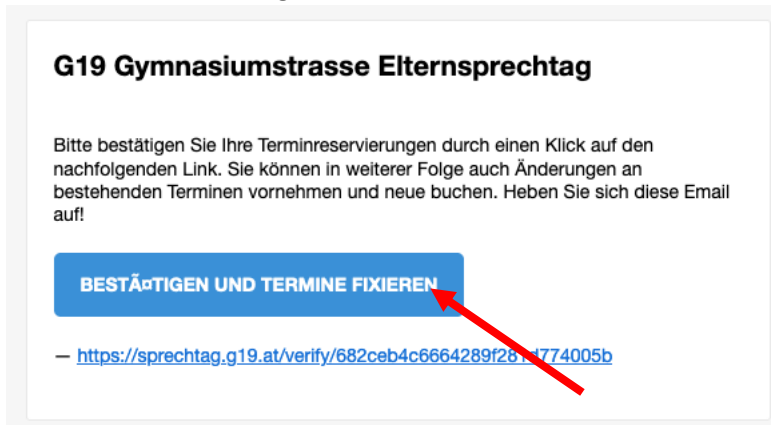 G19 Gymnasiumstrasse Elternsprechtag
Bitte bestätigen Sie Ihre Terminreservierungen durch einen Klick auf den
nachfolgenden Link. Sie können in weiterer Folge auch Änderungen an
bestehenden Terminen vornehmen und neue buchen. Heben Sie sich diese Email
auf!
BESTÃ¤TIGEN UND TERMINE FIXIEREN
— https://sprechtag.g19.at/verify/682ceb4c6664289f281d774005b